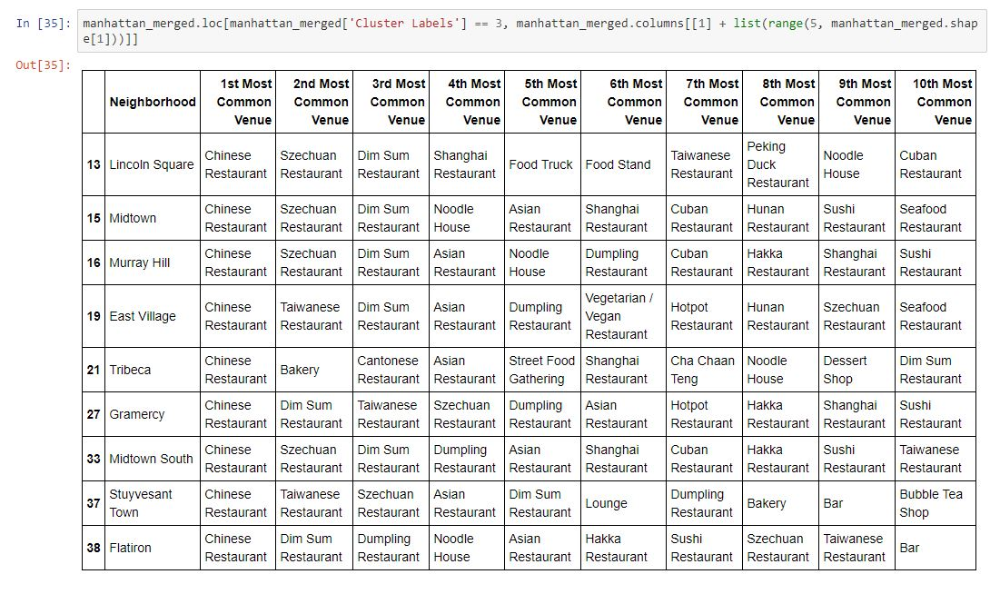 In [35]: manhattan_merged.loc[manhattan_merged['Cluster Labels'] == 3, manhattan_merged.columns[[1] + list(range(5, manhattan_merged.shap
e[1]))]]
Out[35]:
Neighborhood 1st Most Common Venue 2nd Most Common Venue 3rd Most Common Venue 4th Most Common Venue 5th Most Common Venue 6th Most Common Venue 7th Most Common Venue 8th Most Common Venue 9th Most Common Venue 10th Most Common Venue
13 Lincoln Square Chinese Restaurant Szechuan Restaurant Dim Sum Restaurant Shanghai Restaurant Food Truck Food Stand Taiwanese Restaurant Peking Duck Restaurant Noodle House Cuban Restaurant
15 Midtown Chinese Restaurant Szechuan Restaurant Dim Sum Restaurant Noodle House Asian Restaurant Shanghai Restaurant Cuban Restaurant Hunan Restaurant Sushi Restaurant Seafood Restaurant
16 Murray Hill Chinese Restaurant Szechuan Restaurant Dim Sum Restaurant Asian Restaurant Noodle House Dumpling Restaurant Cuban Restaurant Hakka Restaurant Shanghai Restaurant Sushi Restaurant
19 East Village Chinese Restaurant Taiwanese Restaurant Dim Sum Restaurant Asian Restaurant Dumpling Restaurant Vegetarian / Vegan Restaurant Hotpot Restaurant Hunan Restaurant Szechuan Restaurant Seafood Restaurant
21 Tribeca Chinese Restaurant Bakery Cantonese Restaurant Asian Restaurant Street Food Gathering Shanghai Restaurant Cha Chaan Teng Noodle House Dessert Shop Dim Sum Restaurant
27 Gramercy Chinese Restaurant Dim Sum Restaurant Taiwanese Restaurant Szechuan Restaurant Dumpling Restaurant Asian Restaurant Hotpot Restaurant Hakka Restaurant Shanghai Restaurant Sushi Restaurant
33 Midtown South Chinese Restaurant Szechuan Restaurant Dim Sum Restaurant Dumpling Restaurant Asian Restaurant Shanghai Restaurant Cuban Restaurant Hakka Restaurant Sushi Restaurant Taiwanese Restaurant
37 Stuyvesant Town Chinese Restaurant Taiwanese Restaurant Szechuan Restaurant Asian Restaurant Dim Sum Restaurant Lounge Dumpling Restaurant Bakery Bar Bubble Tea Shop
38 Flatiron Chinese Restaurant Dim Sum Restaurant Dumpling Restaurant Noodle House Asian Restaurant Hakka Restaurant Sushi Restaurant Szechuan Restaurant Taiwanese Restaurant Bar